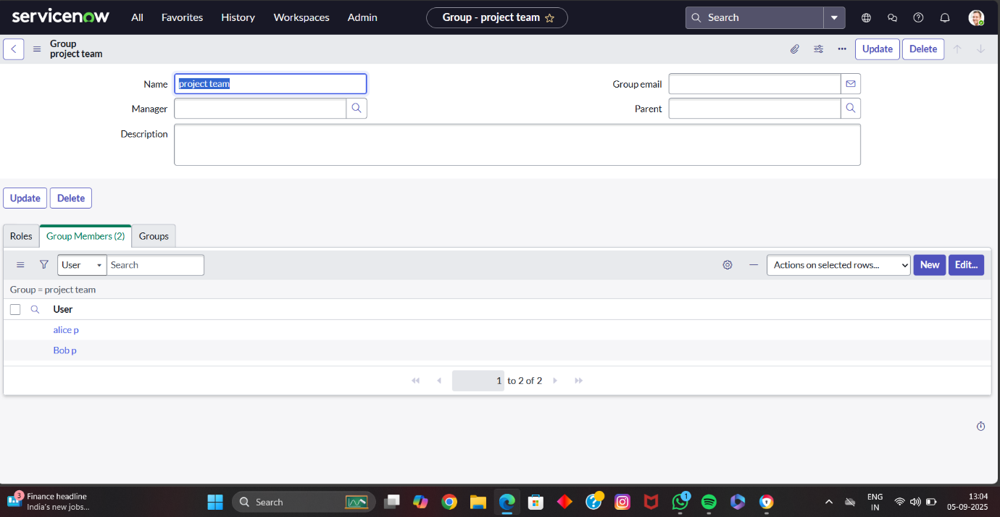 servicenow All Favorites History Workspaces Admin Group - project team Search
Group
project team
Update Delete
Name project team Group email
Manager Parent
Description
Update Delete
Roles Group Members (2) Groups
User Search Actions on selected rows... New Edit...
Group = project team
User
alice p
Bob p
1 to 2 of 2
3 Finance headline
India's new jobs...
Search
1
ENG
IN
13:04
05-09-2025